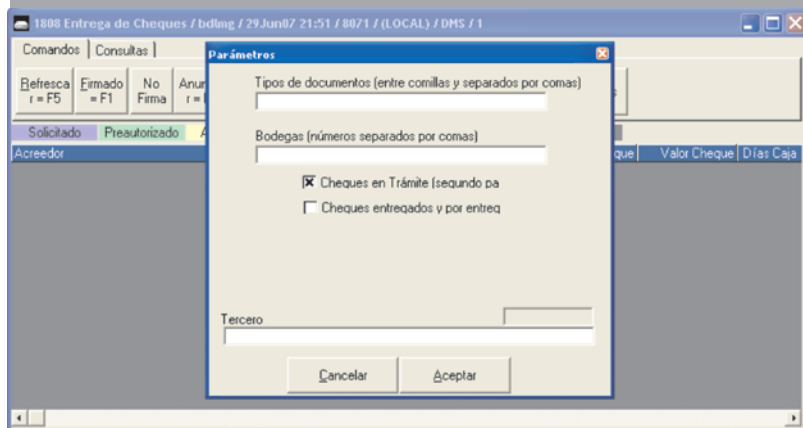 1808 Entrega de Cheques / bdlmg / 29Jun07 21:51 / 8071 / (LOCAL) / DMS / 1
Comandos Consultas
Refresca
r = F5
Firmado
= F1
No
Firma
Parámetros
Tipos de documentos (entre comillas y separados por comas)
Solicitado Preautorizado
Bodegas (números separados por comas)
Acreedor
Valor Cheque Días Caja
Cheques en Trámite (segundo pa
Cheques entregados y por entreg
Tercero
Cancelar Aceptar